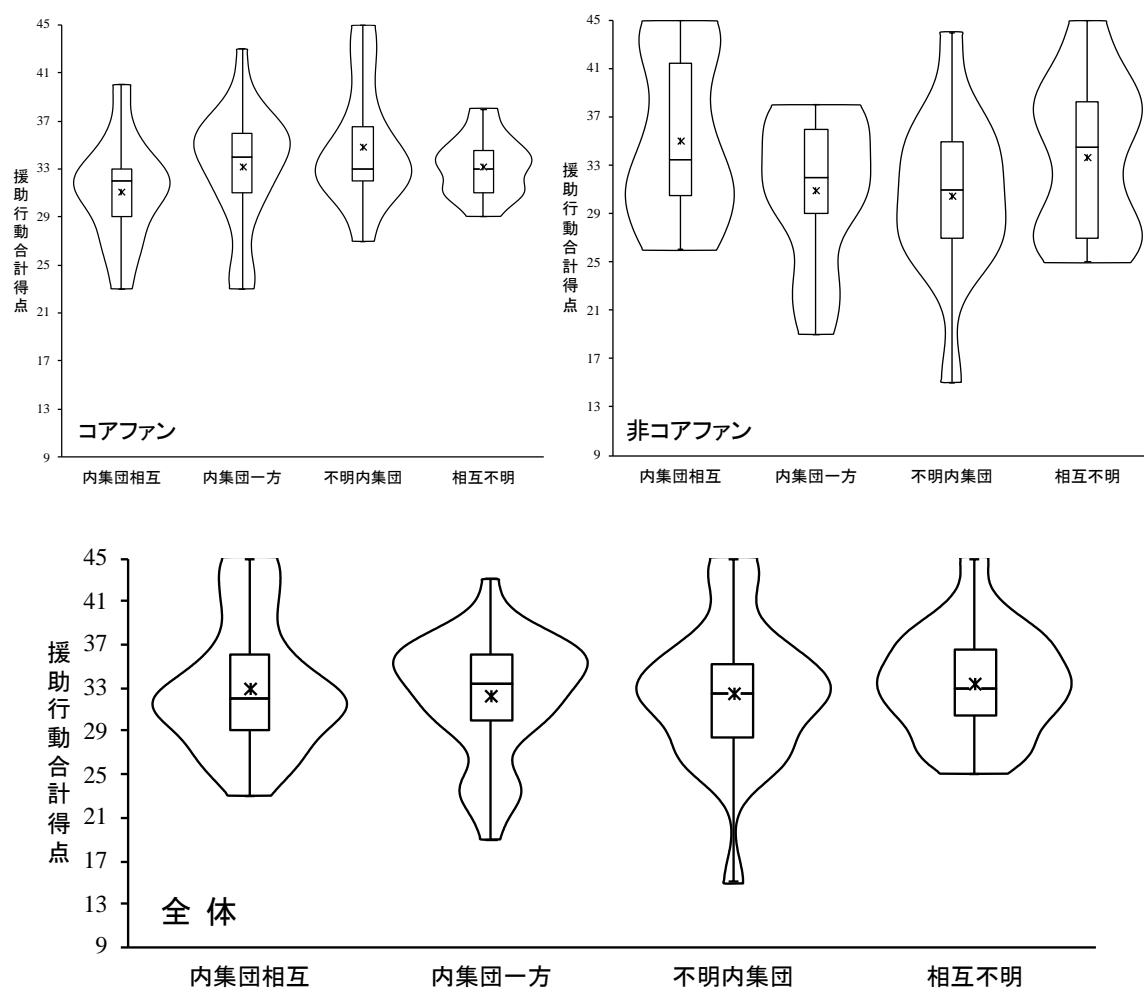 45
41
37
33
29
25
21
17
13
9
援助行動合計得点
コアファン
内集団相互
内集団一方
不明内集団
相互不明
45
41
37
33
29
25
21
17
13
9
援助行動合計得点
非コアファン
内集団相互
内集団一方
不明内集団
相互不明
45
41
37
33
29
25
21
17
13
9
援助行動合計得点
全 体
内集団相互
内集団一方
不明内集団
相互不明